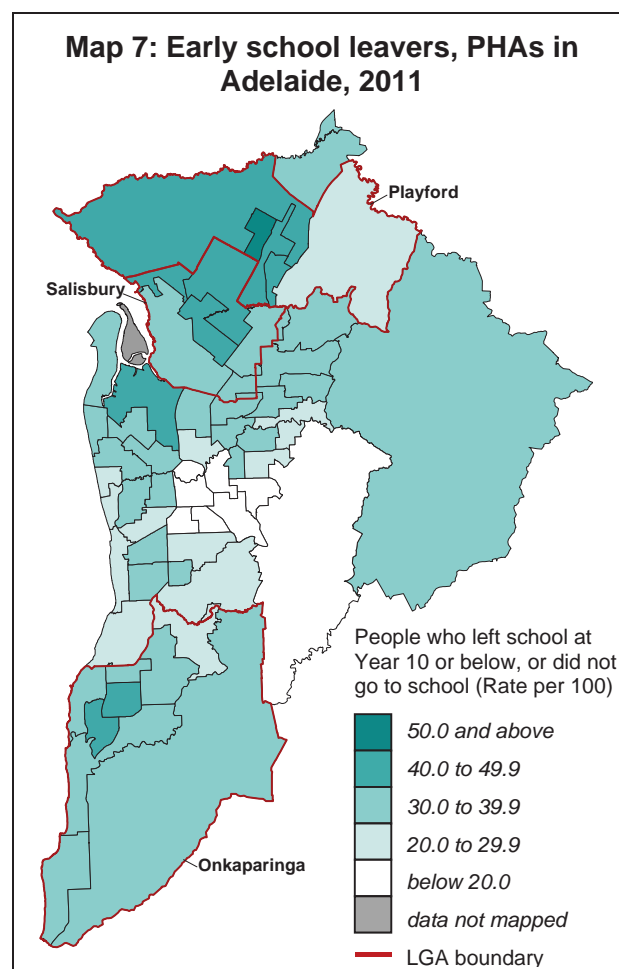 Map 7: Early school leavers, PHAs in
Adelaide, 2011
Playford
Salisbury
People who left school at
Year 10 or below, or did not
go to school (Rate per 100)
50.0 and above
40.0 to 49.9
30.0 to 39.9
20.0 to 29.9
below 20.0
Onkaparinga
data not mapped
LGA boundary